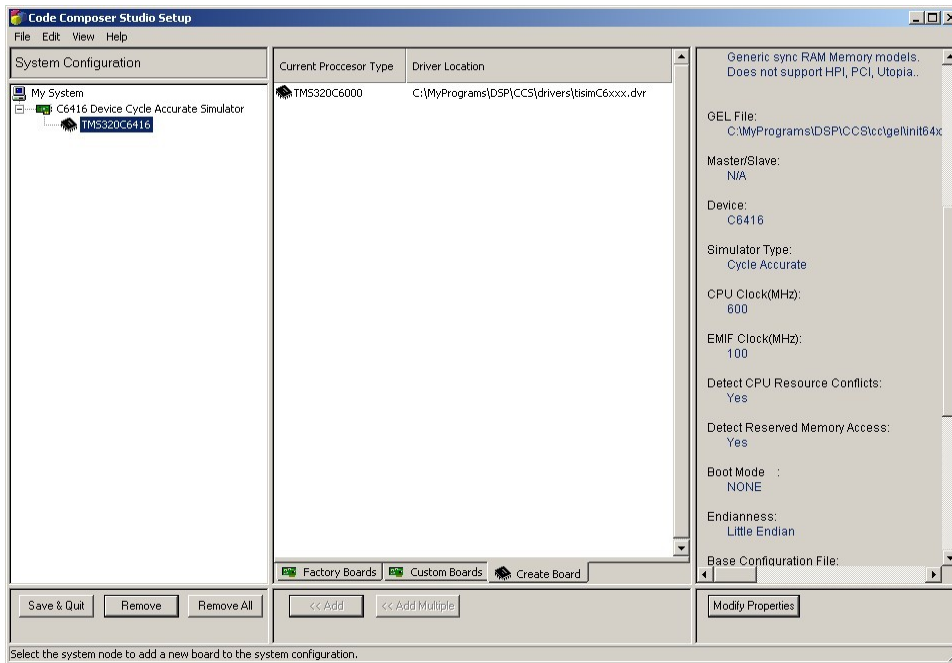 Code Composer Studio Setup
File Edit View Help
System Configuration
My System
C6416 Device Cycle Accurate Simulator
TMS320C6416
Save & Quit
Remove
Remove All
Current Proccesor Type
Driver Location
TMS320C6000
C:\MyPrograms\DSP\CCS\drivers\tisimC6xxx.dvr
Factory Boards
Custom Boards
Create Board
<< Add
<< Add Multiple
Generic sync RAM Memory models.
Does not support HPI, PCI, Utopia..
GEL File:
C:\MyPrograms\DSP\CCS\cc\gel\init64x
Master/Slave:
N/A
Device:
C6416
Simulator Type:
Cycle Accurate
CPU Clock(MHz):
600
EMIF Clock(MHz):
100
Detect CPU Resource Conflicts:
Yes
Detect Reserved Memory Access:
Yes
Boot Mode :
NONE
Endianness:
Little Endian
Base Configuration File:
Modify Properties
Select the system node to add a new board to the system configuration.